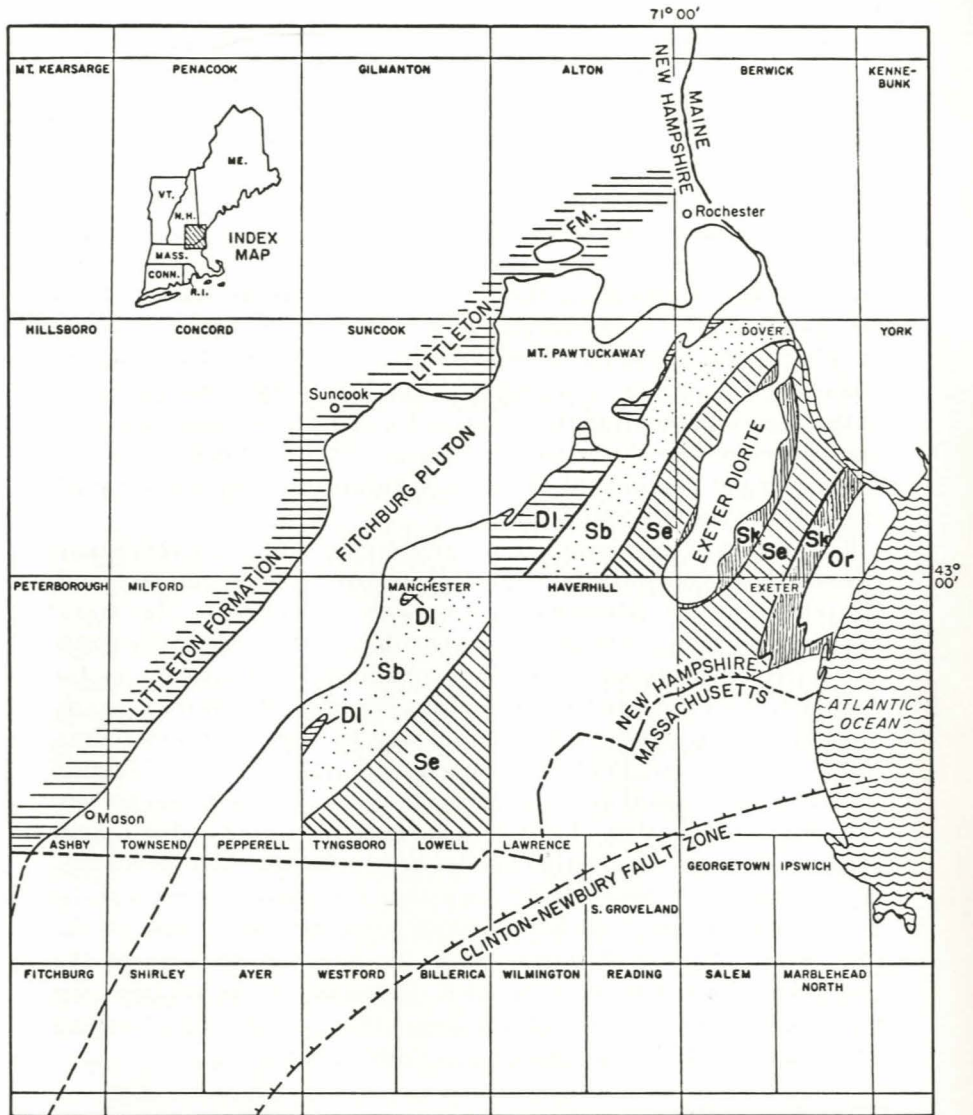 71° 00'
MT. KEARSARGE
PENACOOK
GILMANTON
ALTON
BERWICK
KENNE-
BUNK
NEW HAMPSHIRE
MAINE
ME.
VT.
N.H.
MASS.
CONN.
R.I.
INDEX
MAP
Rochester
FM.
LITTLETON
HILLSBORO
CONCORD
SUNCOOK
MT. PAWTUCKAWAY
DOVER
YORK
Suncook
FITCHBURG PLUTON
EXETER DIORITE
Dl
Sb
Se
Sk
Se
Sk
Or
43°
00'
PETERBOROUGH
MILFORD
MANCHESTER
HAVERHILL
EXETER
LITTLETON FORMATION
Dl
Sb
Dl
Se
NEW HAMPSHIRE
MASSACHUSETTS
ATLANTIC
OCEAN
Mason
ASHBY
TOWNSEND
PEPPERELL
TYNGSBORO
LOWELL
LAWRENCE
GEORGETOWN
IPSWICH
S. GROVELAND
CLINTON-NEWBURY FAULT ZONE
FITCHBURG
SHIRLEY
AYER
WESTFORD
BILLERICA
WILMINGTON
READING
SALEM
MARBLEHEAD
NORTH